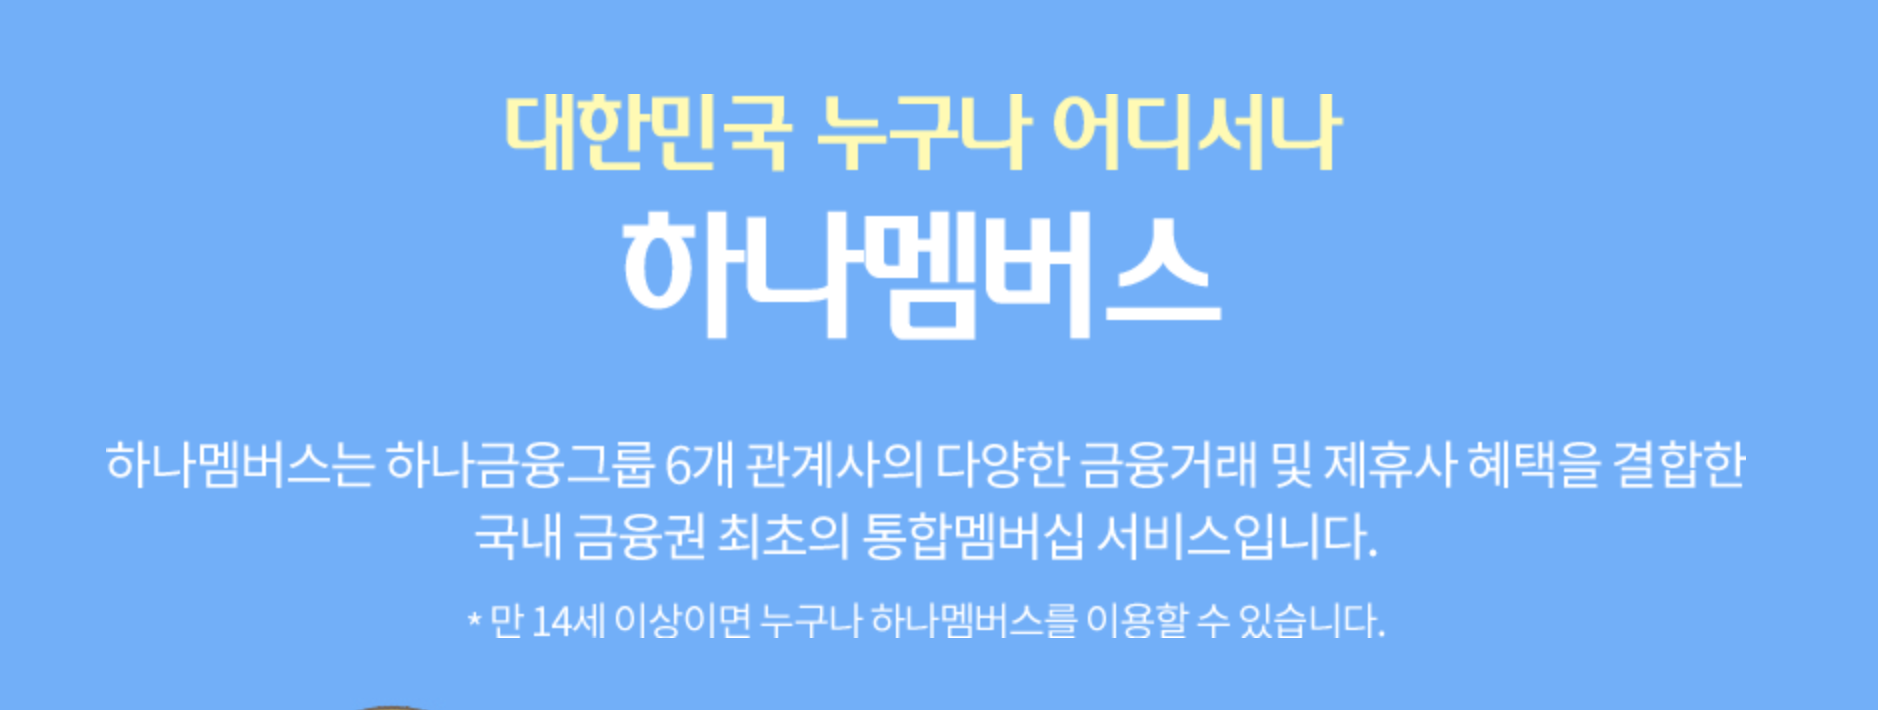 대한민국 누구나 어디서나
하나멤버스
하나멤버스는 하나금융그룹 6개 관계사의 다양한 금융거래 및 제휴사 혜택을 결합한
국내 금융권 최초의 통합멤버십 서비스입니다.
* 만 14세 이상이면 누구나 하나멤버스를 이용할 수 있습니다.